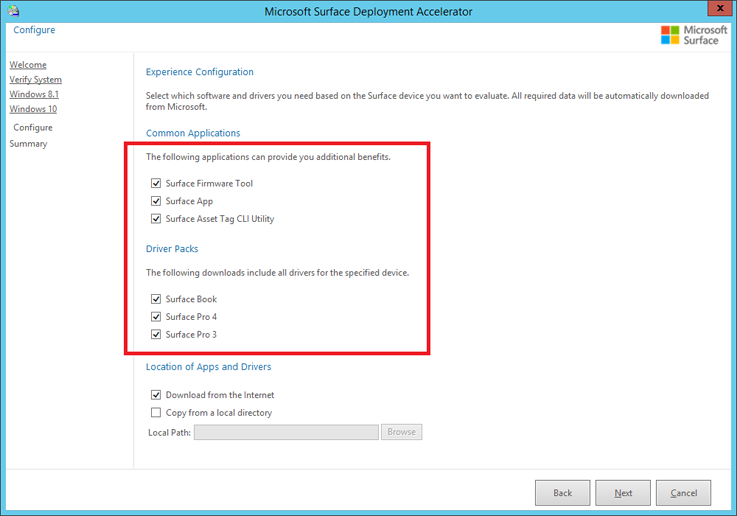 Microsoft Surface Deployment Accelerator
Configure
Microsoft
Surface
Welcome
Verify System
Windows 8.1
Windows 10
Configure
Summary
Experience Configuration
Select which software and drivers you need based on the Surface device you want to evaluate. All required data will be automatically downloaded
from Microsoft.
Common Applications
The following applications can provide you additional benefits.
Surface Firmware Tool
Surface App
Surface Asset Tag CLI Utility
Driver Packs
The following downloads include all drivers for the specified device.
Surface Book
Surface Pro 4
Surface Pro 3
Location of Apps and Drivers
Download from the Internet
Copy from a local directory
Local Path: Browse
Back Next Cancel